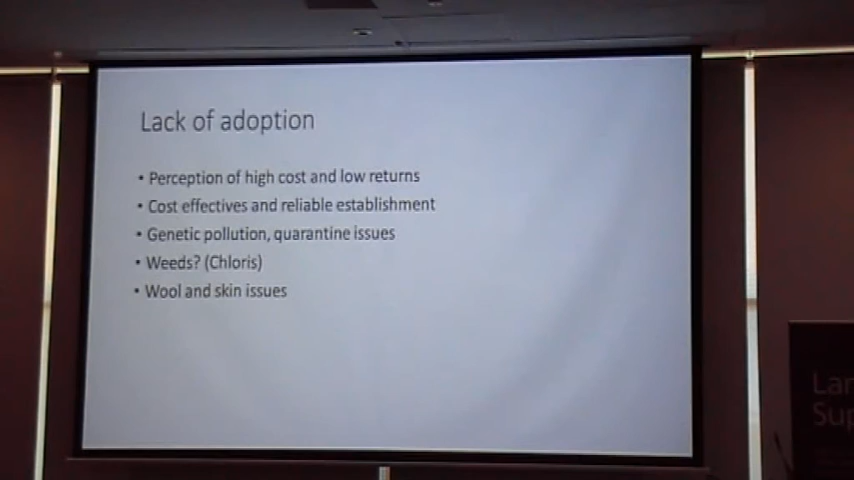 Lack of adoption
• Perception of high cost and low returns
• Cost effectives and reliable establishment
• Genetic pollution, quarantine issues
• Weeds? (Chloris)
• Wool and skin issues